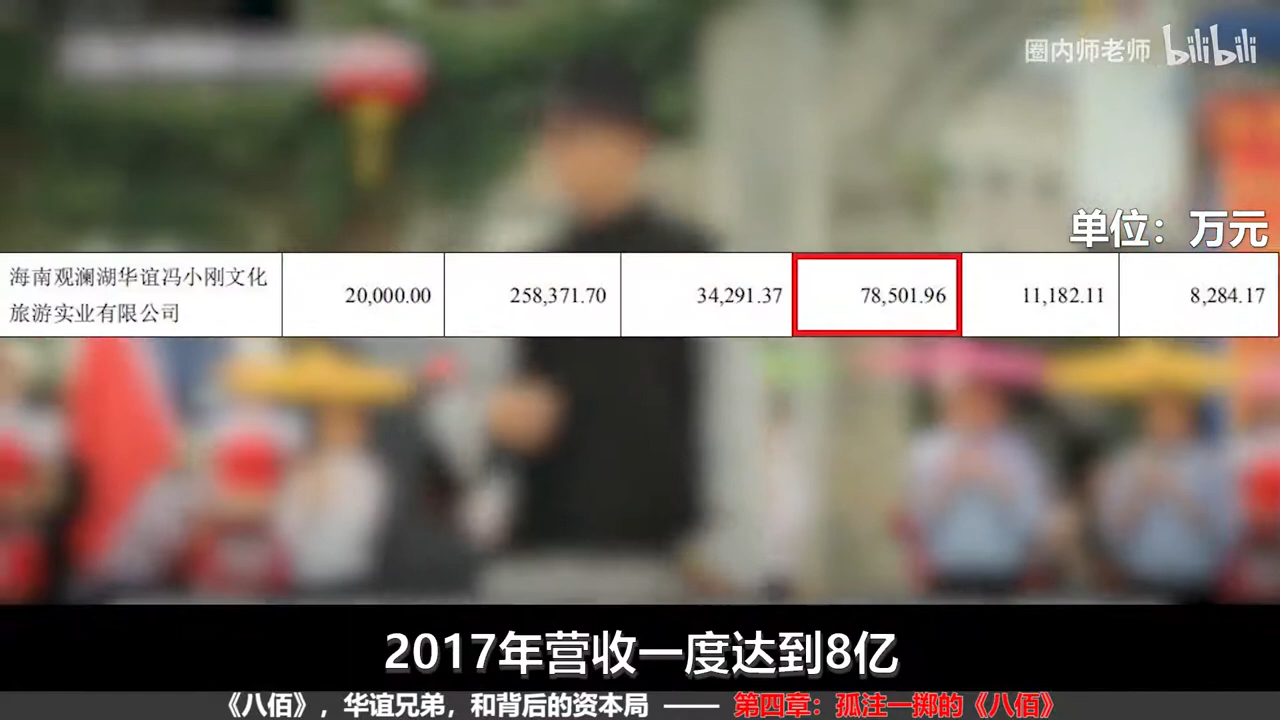 圈内师老师 bilibili
单位：万元
海南观澜湖华谊冯小刚文化
旅游实业有限公司
20,000.00
258,371.70
34,291.37
78,501.96
11,182.11
8,284.17
2017年营收一度达到8亿
《八佰》，华谊兄弟，和背后的资本局 —— 第四章：孤注一掷的《八佰》